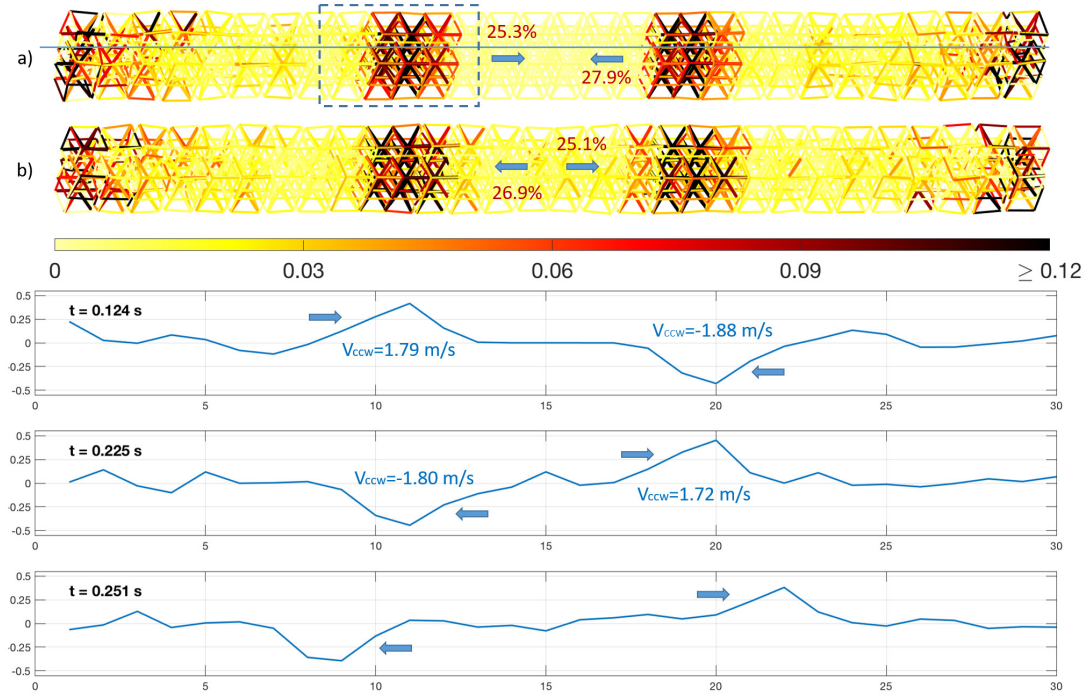 25.3%
a)
27.9%
25.1%
b)
26.9%
0 0.03 0.06 0.09 ≥ 0.12
0.5
t = 0.124 s
0.25
V_CCW=-1.88 m/s
0
V_CCW=1.79 m/s
-0.25
-0.5
0 5 10 15 20 25 30
0.5
t = 0.225 s
0.25
V_CCW=-1.80 m/s
0
V_CCW=1.72 m/s
-0.25
-0.5
0 5 10 15 20 25 30
0.5
t = 0.251 s
0.25
0
-0.25
-0.5
0 5 10 15 20 25 30